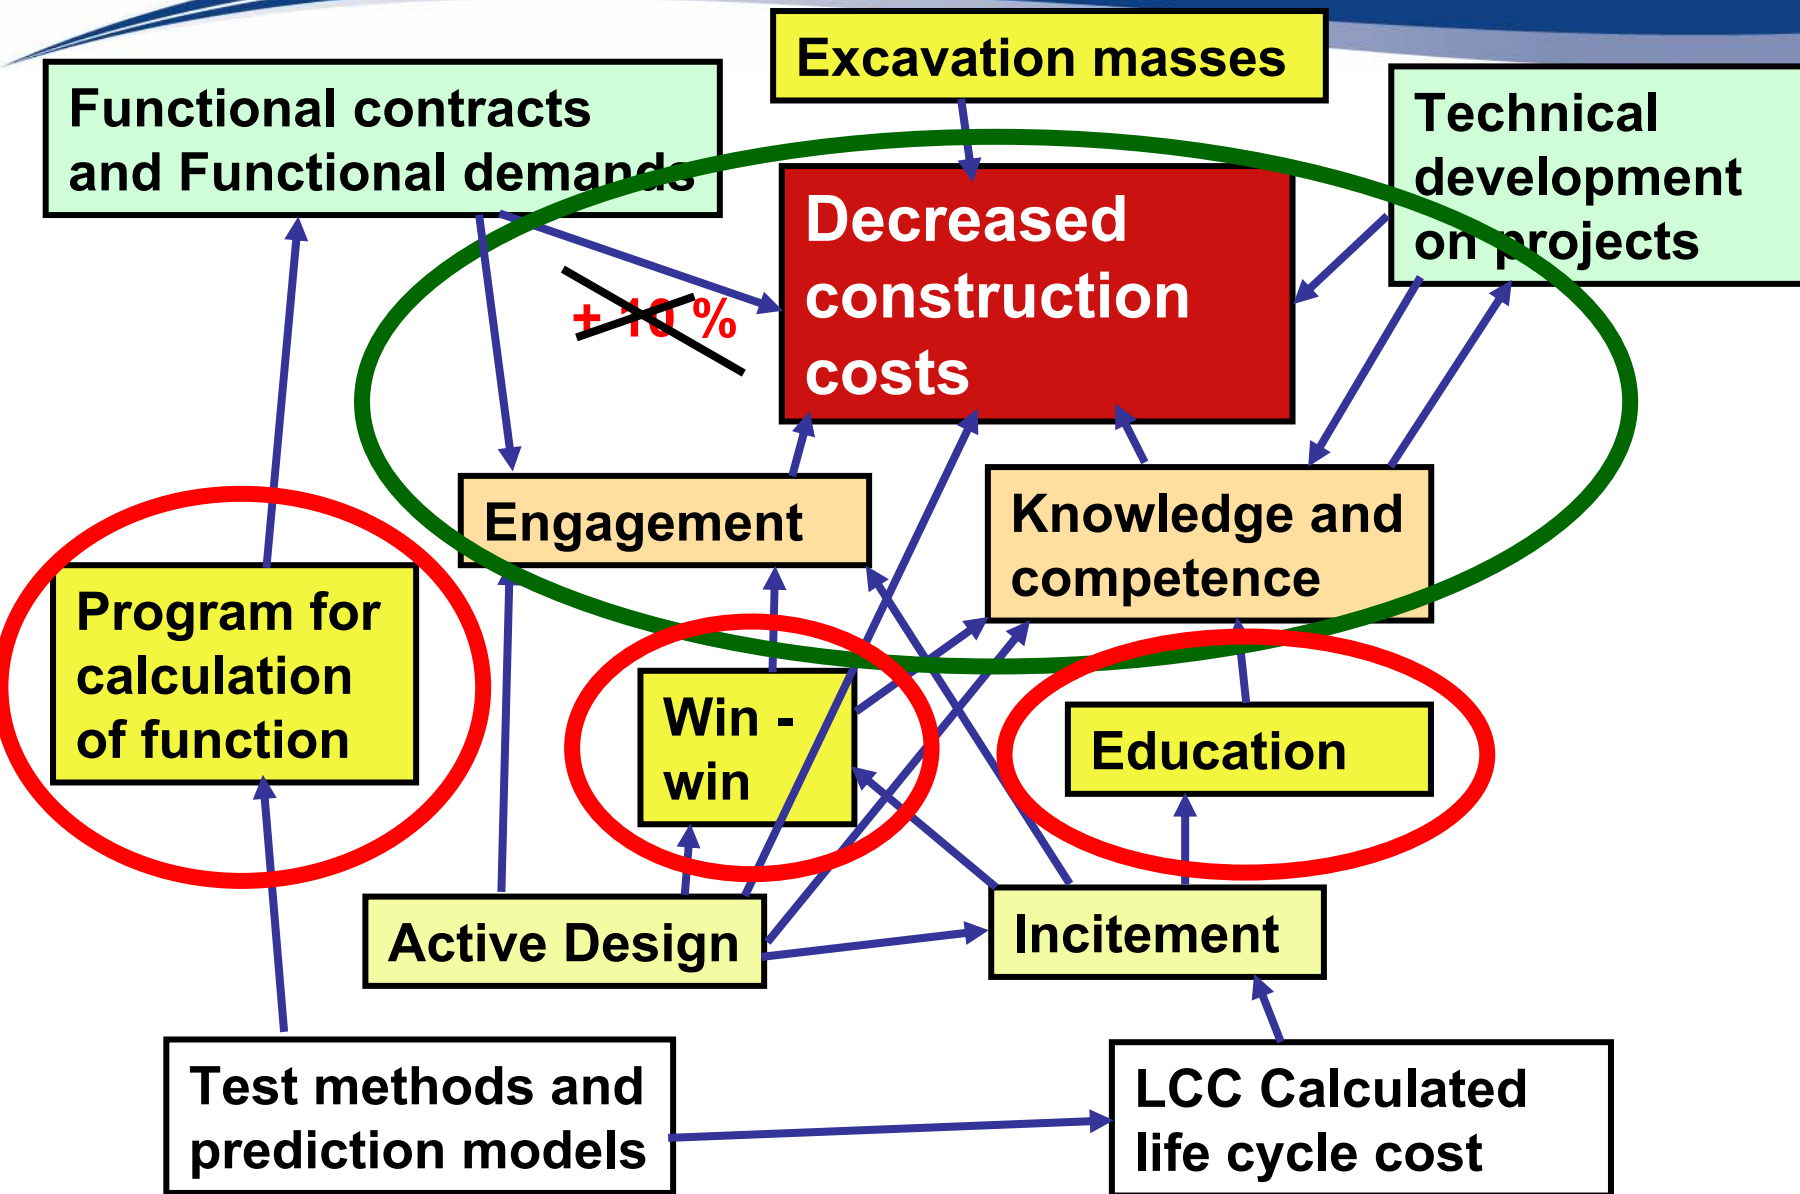 Excavation masses
Functional contracts
and Functional demands
Technical
development
on projects
Decreased
construction
costs
+ 10 %
Engagement
Knowledge and
competence
Program for
calculation
of function
Win -
win
Education
Active Design
Incitement
Test methods and
prediction models
LCC Calculated
life cycle cost